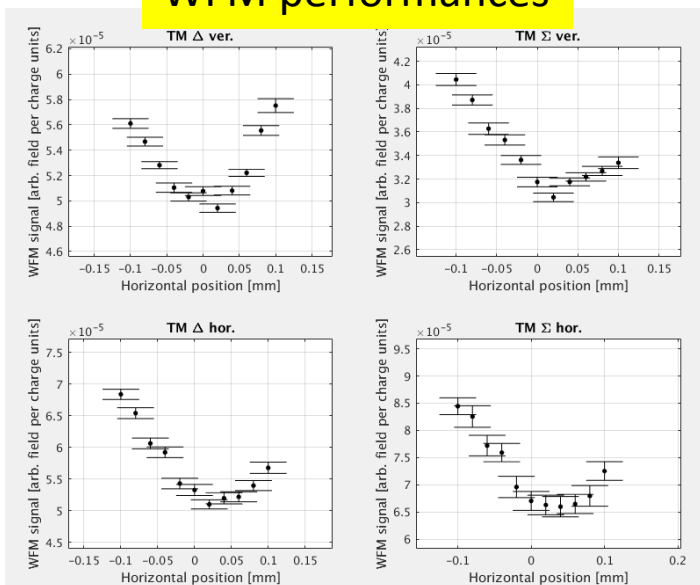 WFM performances
TM Δ ver.
×10⁻⁵
WFM signal [arb. field per charge units]
6.2
6
5.8
5.6
5.4
5.2
5
4.8
4.6
−0.15 −0.1 −0.05 0 0.05 0.1 0.15
Horizontal position [mm]
TM Σ ver.
×10⁻⁵
WFM signal [arb. field per charge units]
4.2
4
3.8
3.6
3.4
3.2
3
2.8
2.6
−0.1 −0.05 0 0.05 0.1 0.15
Horizontal position [mm]
TM Δ hor.
×10⁻⁵
WFM signal [arb. field per charge units]
7.5
7
6.5
6
5.5
5
4.5
−0.15 −0.1 −0.05 0 0.05 0.1 0.15
Horizontal position [mm]
TM Σ hor.
×10⁻⁵
WFM signal [arb. field per charge units]
9.5
9
8.5
8
7.5
7
6.5
6
-0.1 0 0.1 0.2
Horizontal position [mm]